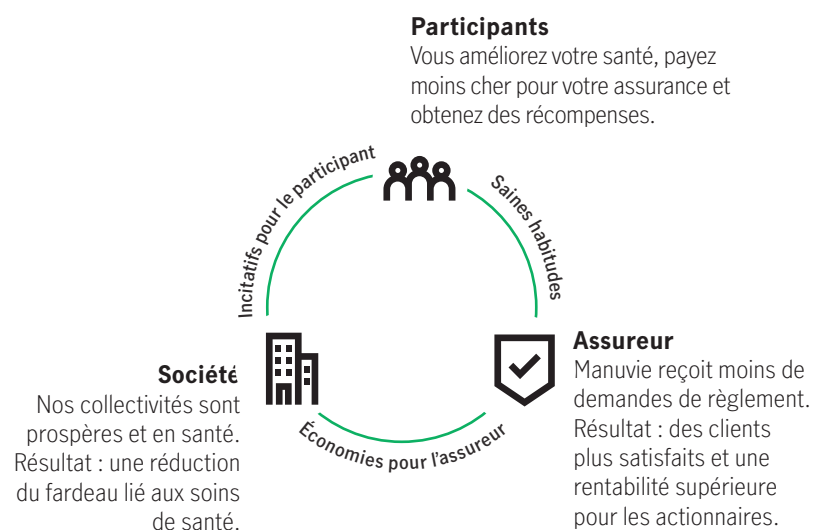 Participants
Vous améliorez votre santé, payez
moins cher pour votre assurance et
obtenez des récompenses.
Incitatifs pour le participant
Saines habitudes
Assureur
Manuvie reçoit moins de
demandes de règlement.
Résultat : des clients
plus satisfaits et une
rentabilité supérieure
pour les actionnaires.
Société
Nos collectivités sont
prospères et en santé.
Résultat : une réduction
du fardeau lié aux soins
de santé.
Économies pour l'assureur